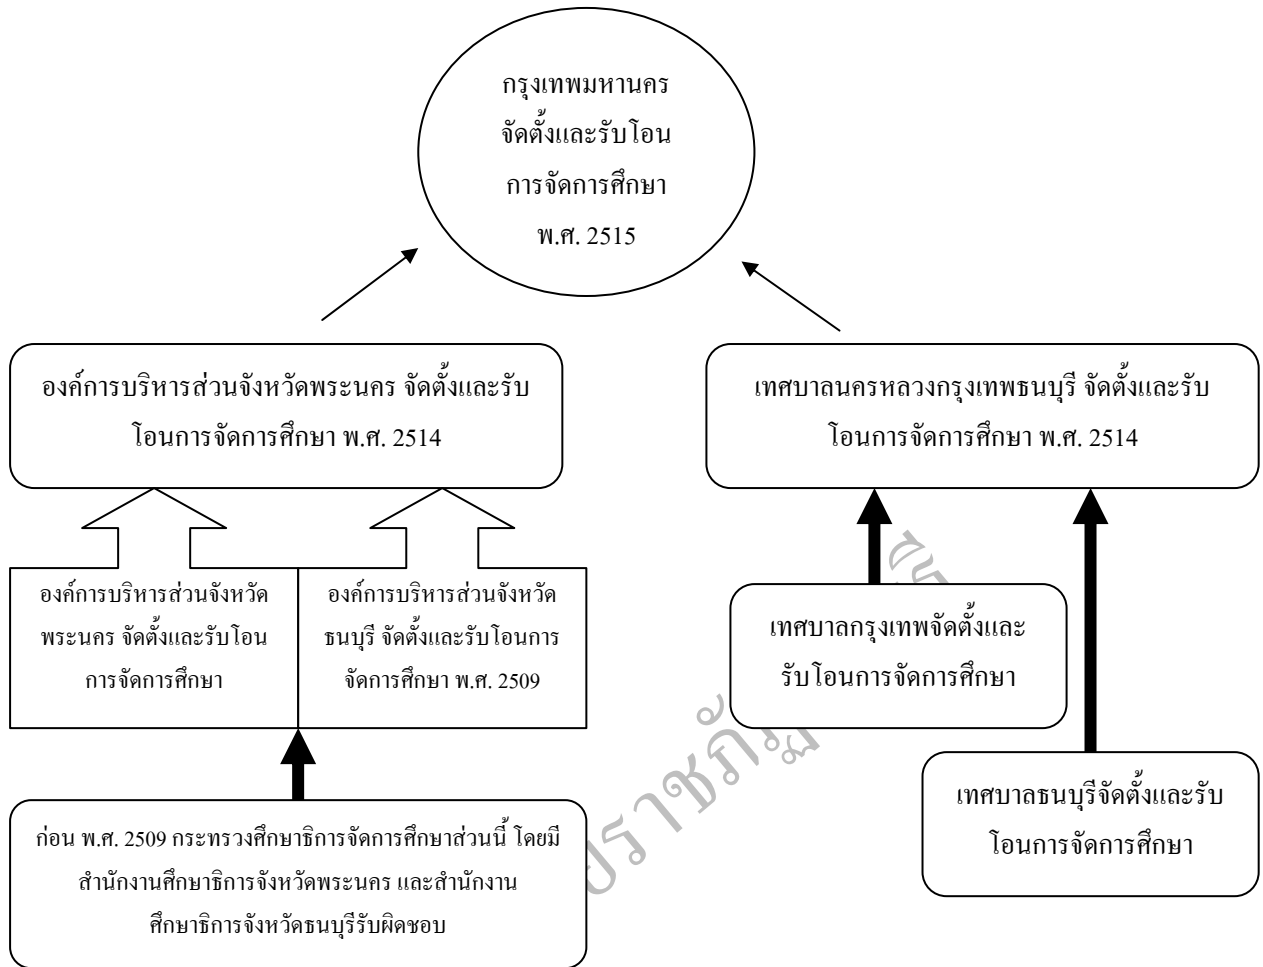 กรุงเทพมหานคร
จัดตั้งและรับโอน
การจัดการศึกษา
พ.ศ. 2515
องค์การบริหารส่วนจังหวัดพระนคร จัดตั้งและรับ
โอนการจัดการศึกษา พ.ศ. 2514
เทศบาลนครหลวงกรุงเทพธนบุรี จัดตั้งและรับ
โอนการจัดการศึกษา พ.ศ. 2514
องค์การบริหารส่วนจังหวัด
พระนคร จัดตั้งและรับโอน
การจัดการศึกษา
องค์การบริหารส่วนจังหวัด
ธนบุรี จัดตั้งและรับโอนการ
จัดการศึกษา พ.ศ. 2509
เทศบาลกรุงเทพจัดตั้งและ
รับโอนการจัดการศึกษา
เทศบาลธนบุรีจัดตั้งและรับ
โอนการจัดการศึกษา
ก่อน พ.ศ. 2509 กระทรวงศึกษาธิการจัดการศึกษาส่วนนี้ โดยมี
สำนักงานศึกษาธิการจังหวัดพระนคร และสำนักงาน
ศึกษาธิการจังหวัดธนบุรีรับผิดชอบ